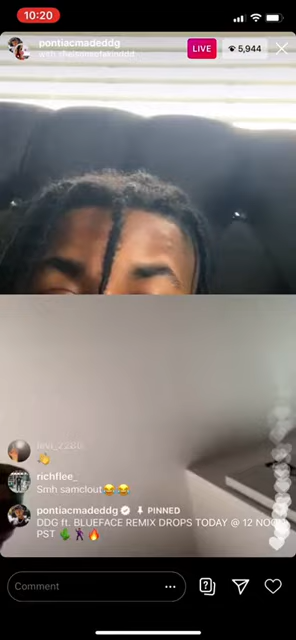 10:20
pontiacmadeddg
LIVE
5,944
richflee_
Smh samclout😂😂
pontiacmadeddg PINNED
DDG ft. BLUEFACE REMIX DROPS TODAY @ 12 NOON
PST
Comment